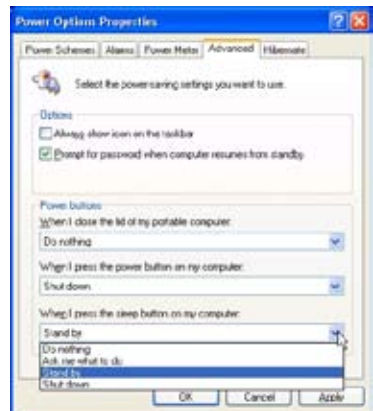 Power Options Properties
Power Schemes Alarms Power Meter Advanced Hibernate
Select the power-saving settings you want to use.
Options
Always show icon on the taskbar
Prompt for password when computer resumes from standby
Power buttons
When I close the lid of my portable computer:
Do nothing
When I press the power button on my computer:
Shut down
When I press the sleep button on my computer:
Stand by
Do nothing
Ask me what to do
Stand by
Shut down
OK Cancel Apply